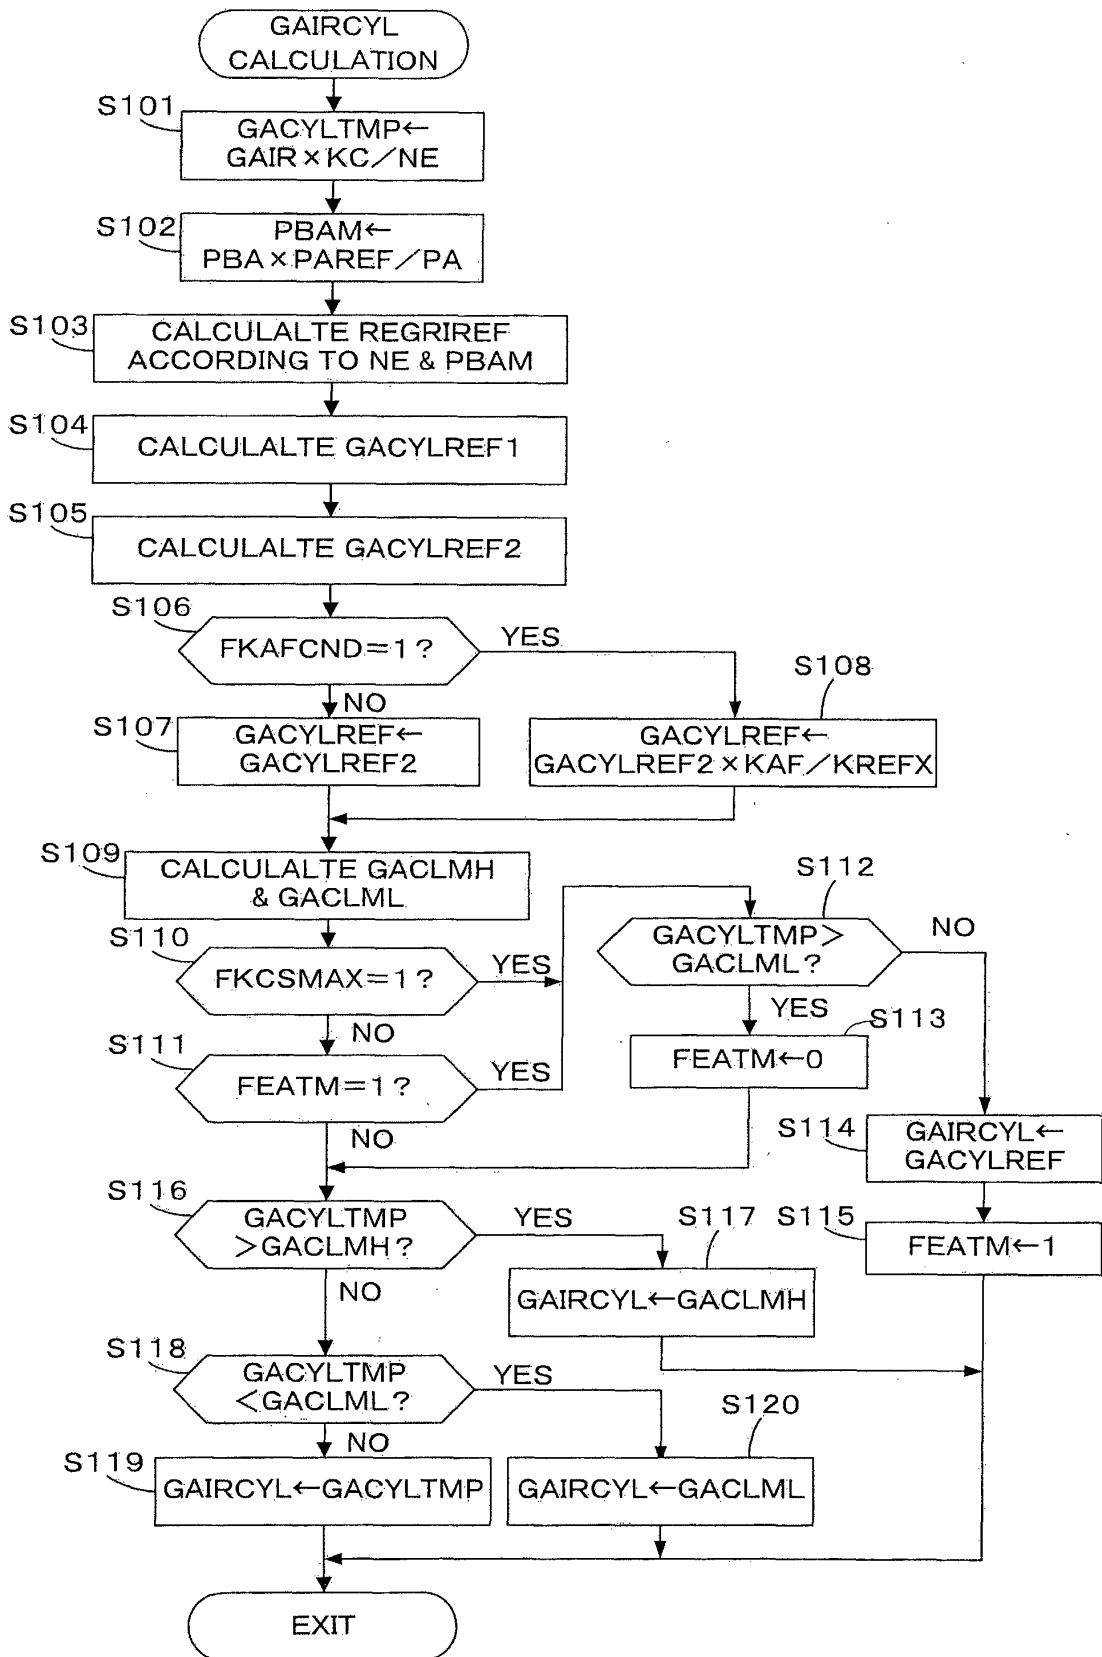 GAIRCYL
CALCULATION
S101
GACYLTMP←
GAIR×KC/NE
S102
PBAM←
PBA×PAREF/PA
S103
CALCULALTE REGRIREF
ACCORDING TO NE & PBAM
S104
CALCULALTE GACYLREF1
S105
CALCULALTE GACYLREF2
S106
FKAFCND=1?
YES
NO
S107
GACYLREF←
GACYLREF2
S108
GACYLREF←
GACYLREF2×KAF/KREFX
S109
CALCULALTE GACLMH
& GACLML
S110
FKCSMAX=1?
YES
NO
S111
FEATM=1?
YES
NO
S112
GACYLTMP>
GACLML?
NO
YES
S113
FEATM←0
S114
GAIRCYL←
GACYLREF
S115
FEATM←1
S116
GACYLTMP
>GACLMH?
YES
NO
S117
GAIRCYL←GACLMH
S118
GACYLTMP
<GACLML?
YES
NO
S119
GAIRCYL←GACYLTMP
S120
GAIRCYL←GACLML
EXIT